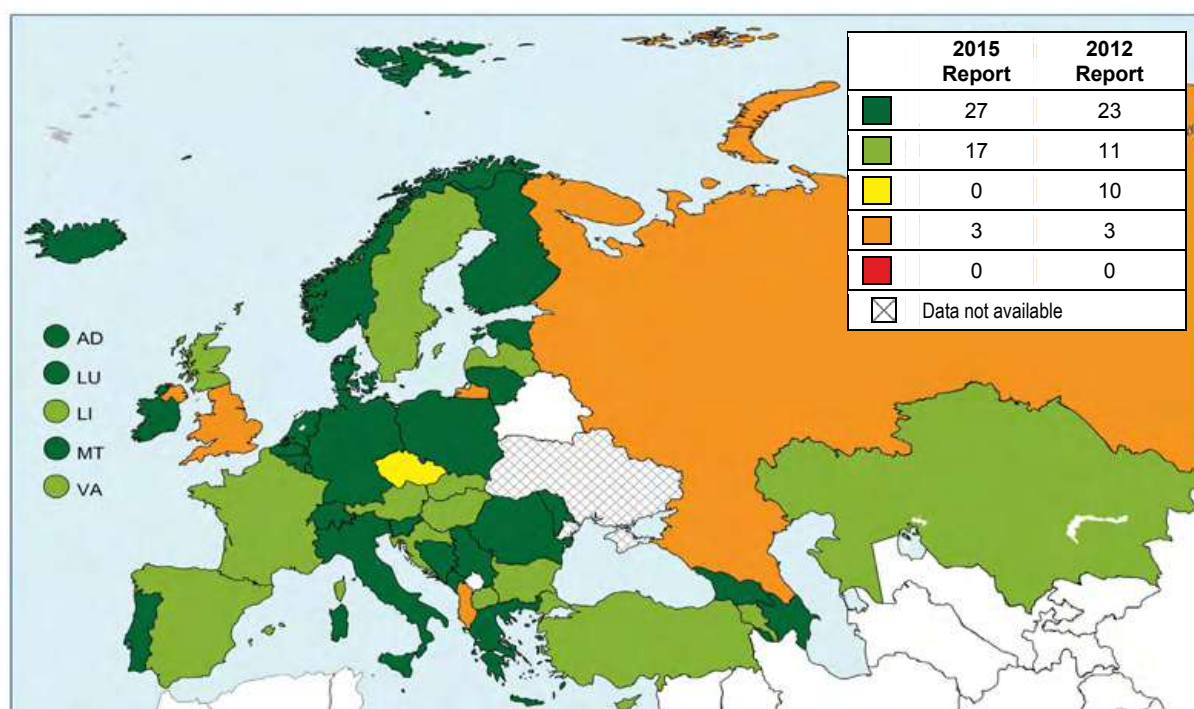 2015 Report 2012 Report
27 23
17 11
0 10
3 3
0 0
Data not available
AD
LU
LI
MT
VA